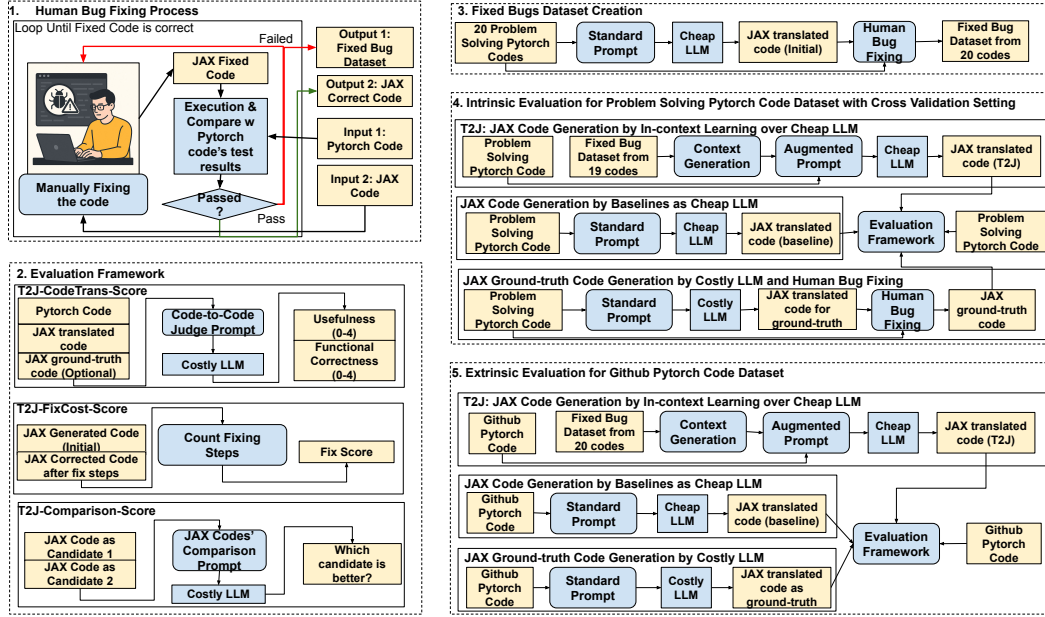 1. Human Bug Fixing Process
Loop Until Fixed Code is correct
Failed
JAX Fixed
Code
Output 1:
Fixed Bug
Dataset
Output 2: JAX
Correct Code
Execution &
Compare w
Pytorch
code's test
results
Input 1:
Pytorch Code
Input 2: JAX
Code
Manually Fixing
the code
Passed
?
Pass
2. Evaluation Framework
T2J-CodeTrans-Score
Pytorch Code
JAX translated
code
JAX ground-truth
code (Optional)
Code-to-Code
Judge Prompt
Costly LLM
Usefulness
(0-4)
Functional
Correctness
(0-4)
T2J-FixCost-Score
JAX Generated Code
(Initial)
JAX Corrected Code
after fix steps
Count Fixing
Steps
Fix Score
T2J-Comparison-Score
JAX Code as
Candidate 1
JAX Code as
Candidate 2
JAX Codes'
Comparison
Prompt
Costly LLM
Which
candidate is
better?
3. Fixed Bugs Dataset Creation
20 Problem
Solving Pytorch
Codes
Standard
Prompt
Cheap
LLM
JAX translated
code (Initial)
Human
Bug
Fixing
Fixed Bug
Dataset from
20 codes
4. Intrinsic Evaluation for Problem Solving Pytorch Code Dataset with Cross Validation Setting
T2J: JAX Code Generation by In-context Learning over Cheap LLM
Problem
Solving
Pytorch Code
Fixed Bug
Dataset from
19 codes
Context
Generation
Augmented
Prompt
Cheap
LLM
JAX translated
code (T2J)
JAX Code Generation by Baselines as Cheap LLM
Problem
Solving
Pytorch Code
Standard
Prompt
Cheap
LLM
JAX translated
code (baseline)
Evaluation
Framework
Problem
Solving
Pytorch Code
JAX Ground-truth Code Generation by Costly LLM and Human Bug Fixing
Problem
Solving
Pytorch Code
Standard
Prompt
Costly
LLM
JAX translated
code for
ground-truth
Human
Bug
Fixing
JAX
ground-truth
code
5. Extrinsic Evaluation for Github Pytorch Code Dataset
T2J: JAX Code Generation by In-context Learning over Cheap LLM
Github
Pytorch
Code
Fixed Bug
Dataset from
20 codes
Context
Generation
Augmented
Prompt
Cheap
LLM
JAX translated
code (T2J)
JAX Code Generation by Baselines as Cheap LLM
Github
Pytorch
Code
Standard
Prompt
Cheap
LLM
JAX translated
code (baseline)
Evaluation
Framework
Github
Pytorch
Code
JAX Ground-truth Code Generation by Costly LLM
Github
Pytorch
Code
Standard
Prompt
Costly
LLM
JAX translated
code as
ground-truth